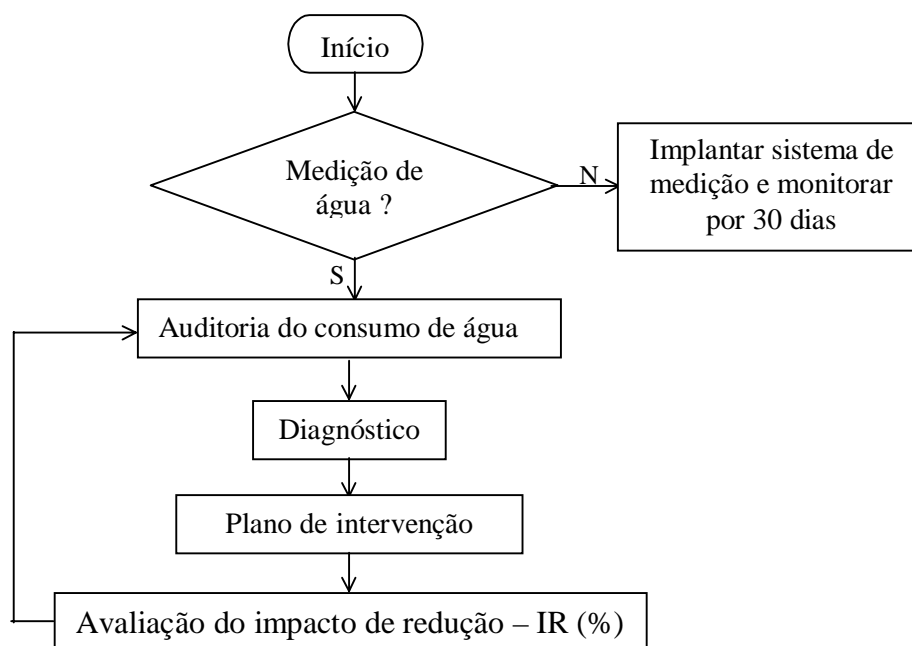 Início
Medição de
água ?
N
Implantar sistema de
medição e monitorar
por 30 dias
S
Auditoria do consumo de água
Diagnóstico
Plano de intervenção
Avaliação do impacto de redução – IR (%)